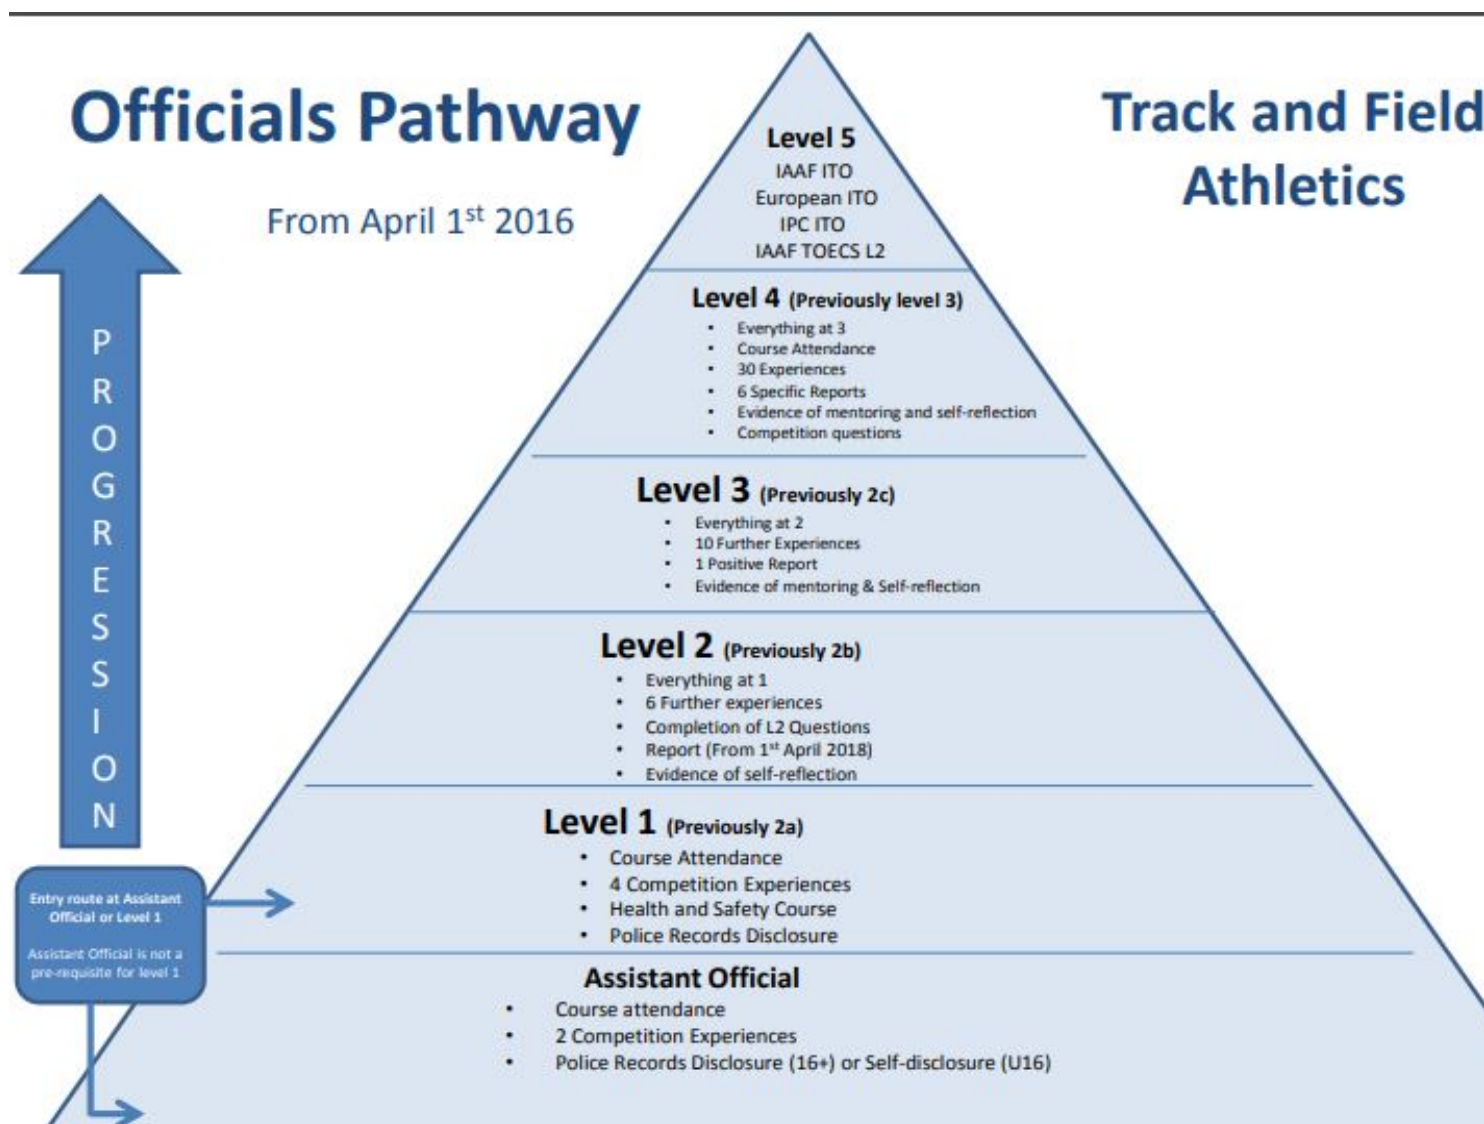 Officials Pathway
From April 1st 2016
Track and Field
Athletics
PROGRESSION
Level 5
IAAF ITO
European ITO
IPC ITO
IAAF TOECS L2
Level 4 (Previously level 3)
• Everything at 3
• Course Attendance
• 30 Experiences
• 6 Specific Reports
• Evidence of mentoring and self-reflection
• Competition questions
Level 3 (Previously 2c)
• Everything at 2
• 10 Further Experiences
• 1 Positive Report
• Evidence of mentoring & Self-reflection
Level 2 (Previously 2b)
• Everything at 1
• 6 Further experiences
• Completion of L2 Questions
• Report (From 1st April 2018)
• Evidence of self-reflection
Level 1 (Previously 2a)
• Course Attendance
• 4 Competition Experiences
• Health and Safety Course
• Police Records Disclosure
Entry route at Assistant
Official or Level 1
Assistant Official is not a
pre-requisite for level 1
Assistant Official
• Course attendance
• 2 Competition Experiences
• Police Records Disclosure (16+) or Self-disclosure (U16)